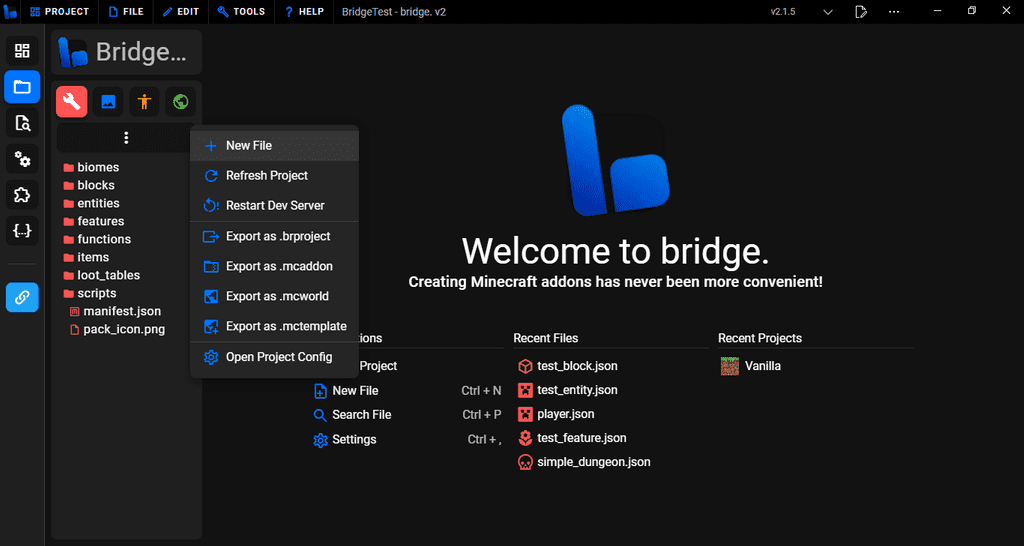 PROJECT FILE EDIT TOOLS ? HELP BridgeTest - bridge. v2 v2.1.5
Bridge...
biomes
blocks
entities
features
functions
items
loot_tables
scripts
manifest.json
pack_icon.png
New File
Refresh Project
Restart Dev Server
Export as .brproject
Export as .mcaddon
Export as .mcworld
Export as .mctemplate
Open Project Config
Welcome to bridge.
Creating Minecraft addons has never been more convenient!
tions
Project
New File Ctrl + N
Search File Ctrl + P
Settings Ctrl + ,
Recent Files
test_block.json
test_entity.json
player.json
test_feature.json
simple_dungeon.json
Recent Projects
Vanilla